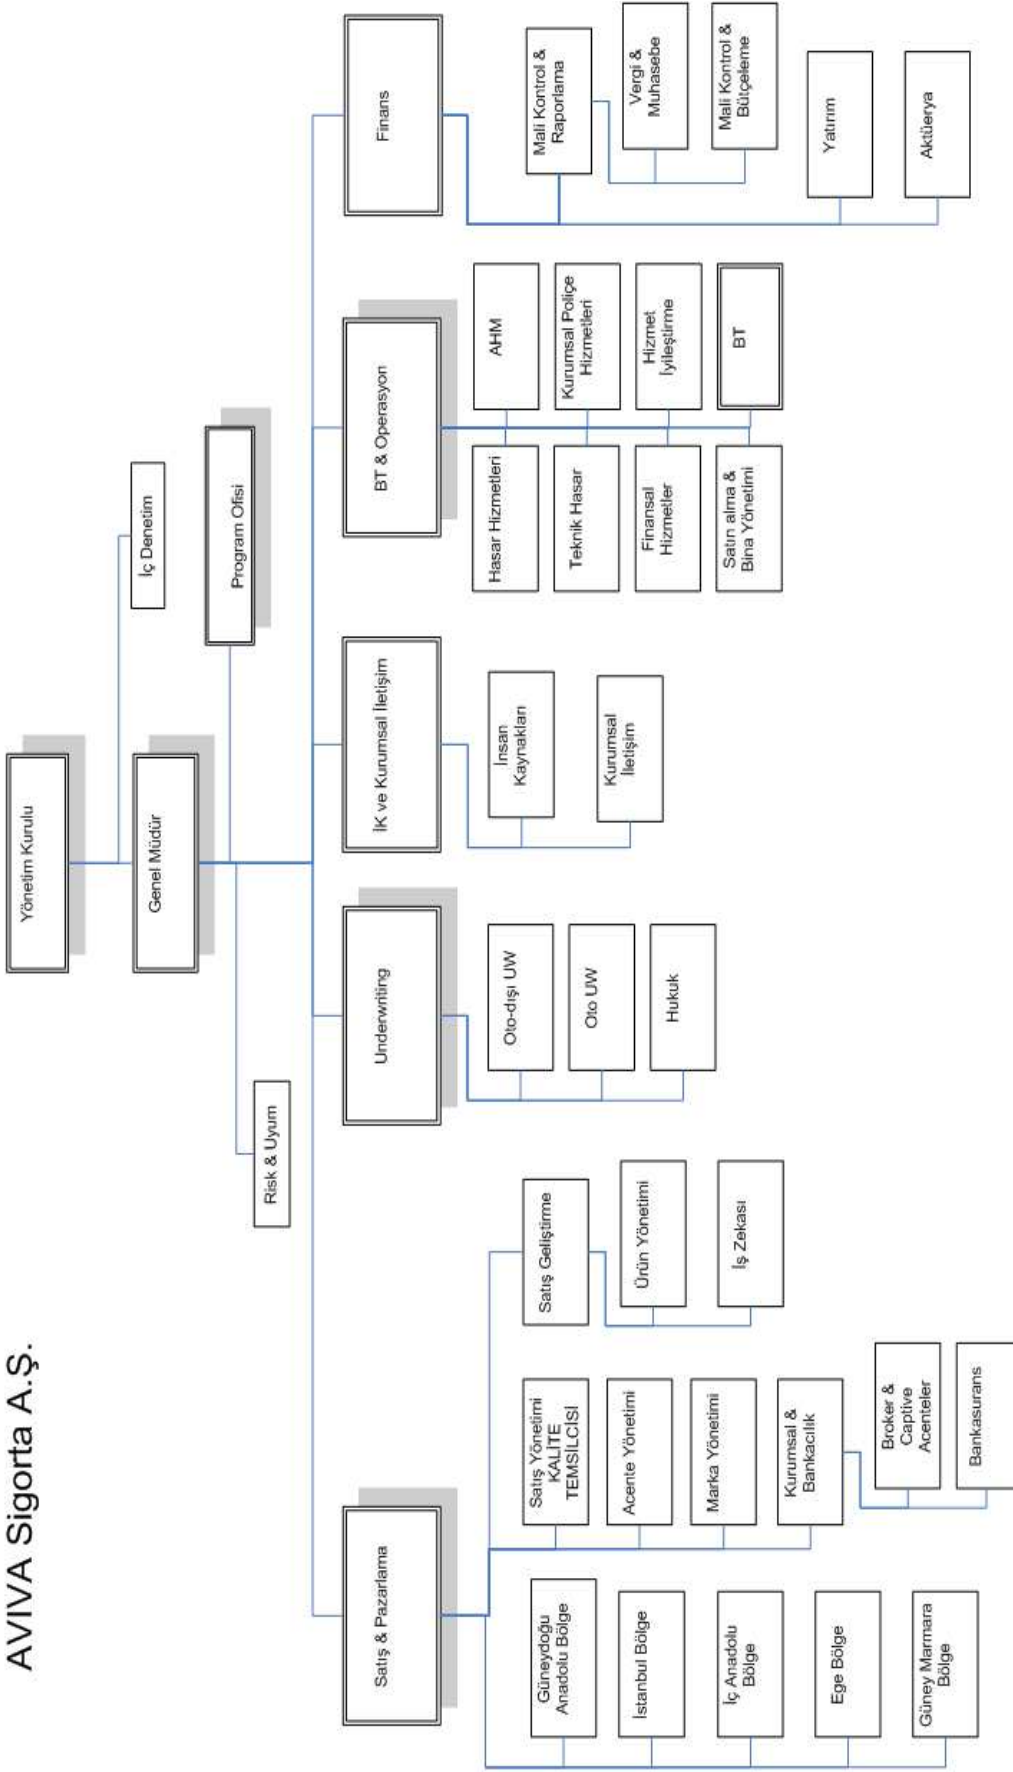 AVIVA Sigorta A.Ş.
Yönetim Kurulu
İç Denetim
Genel Müdür
Program Ofisi
Risk & Uyum
Satış & Pazarlama
Underwriting
İK ve Kurumsal İletişim
BT & Operasyon
Finans
Güneydoğu
Anadolu Bölge
İstanbul Bölge
İç Anadolu
Bölge
Ege Bölge
Güney Marmara
Bölge
Satış Yönetimi
KALİTE
TEMSİLCİSİ
Acente Yönetimi
Marka Yönetimi
Kurumsal &
Bankacılık
Broker &
Captive
Acenteler
Bankasurans
Satış Geliştirme
Ürün Yönetimi
İş Zekası
Oto-dışı UW
Oto UW
Hukuk
İnsan
Kaynakları
Kurumsal
İletişim
Hasar Hizmetleri
Teknik Hasar
Finansal
Hizmetler
Satın alma &
Bina Yönetimi
AHM
Kurumsal Poliçe
Hizmetleri
Hizmet
İyileştirme
BT
Mali Kontrol &
Raporlama
Vergi &
Muhasebe
Mali Kontrol &
Bütçeleme
Yatırım
Aktüerya